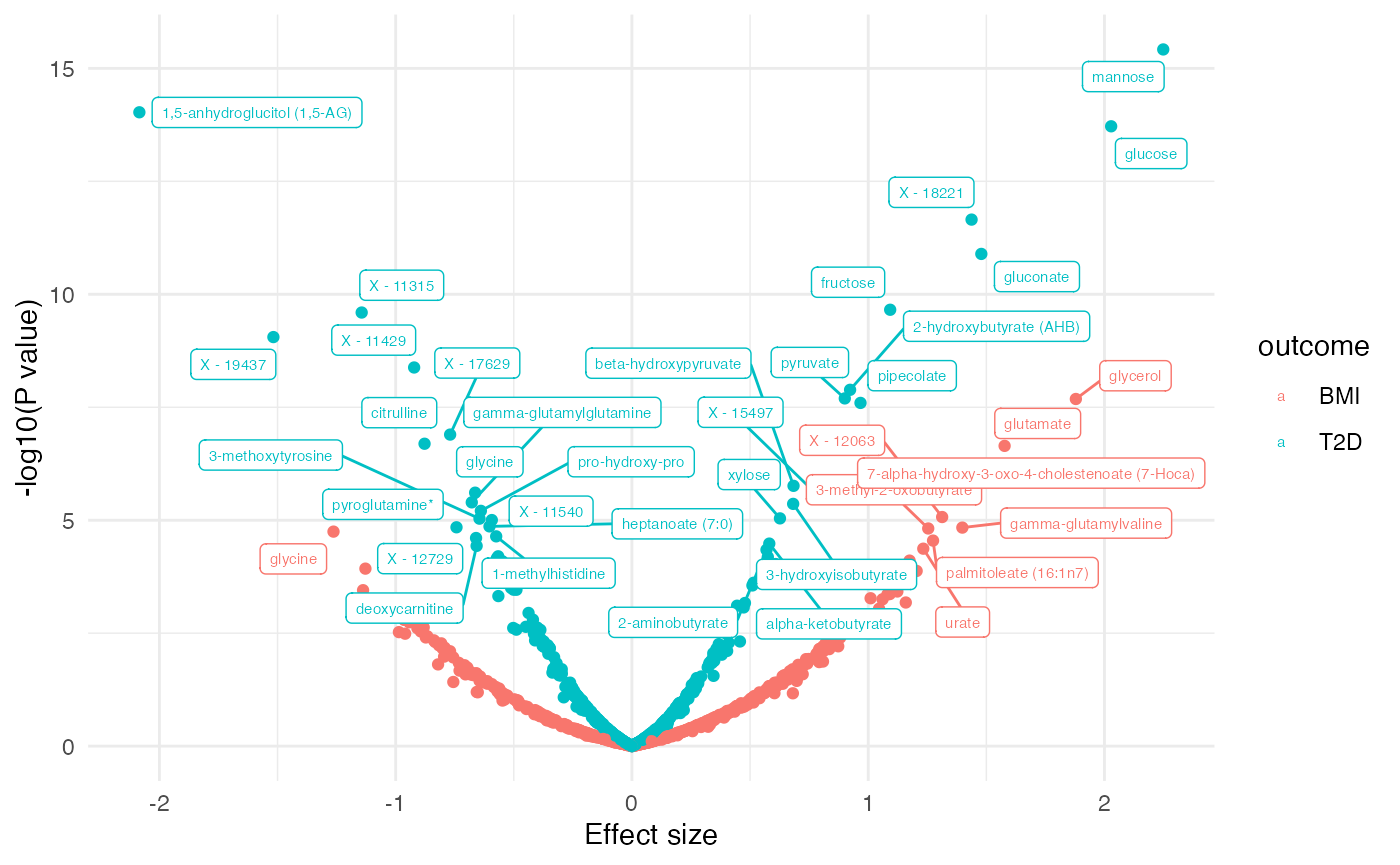 15
mannose
1,5-anhydroglucitol (1,5-AG)
glucose
X - 18221
gluconate
10
X - 11315
fructose
2-hydroxybutyrate (AHB)
X - 11429
X - 19437
X - 17629
beta-hydroxypyruvate
pyruvate
pipecolate
glycerol
citrulline
gamma-glutamylglutamine
X - 15497
glutamate
X - 12063
3-methoxytyrosine
glycine
pro-hydroxy-pro
xylose
7-alpha-hydroxy-3-oxo-4-cholestenoate (7-Hoca)
3-methyl-2-oxobutyrate
pyroglutamine*
X - 11540
heptanoate (7:0)
gamma-glutamylvaline
5
glycine
X - 12729
1-methylhistidine
3-hydroxyisobutyrate
palmitoleate (16:1n7)
deoxycarnitine
2-aminobutyrate
alpha-ketobutyrate
urate
0
-2
-1
0
1
2
Effect size
-log10(P value)
outcome
a BMI
a T2D